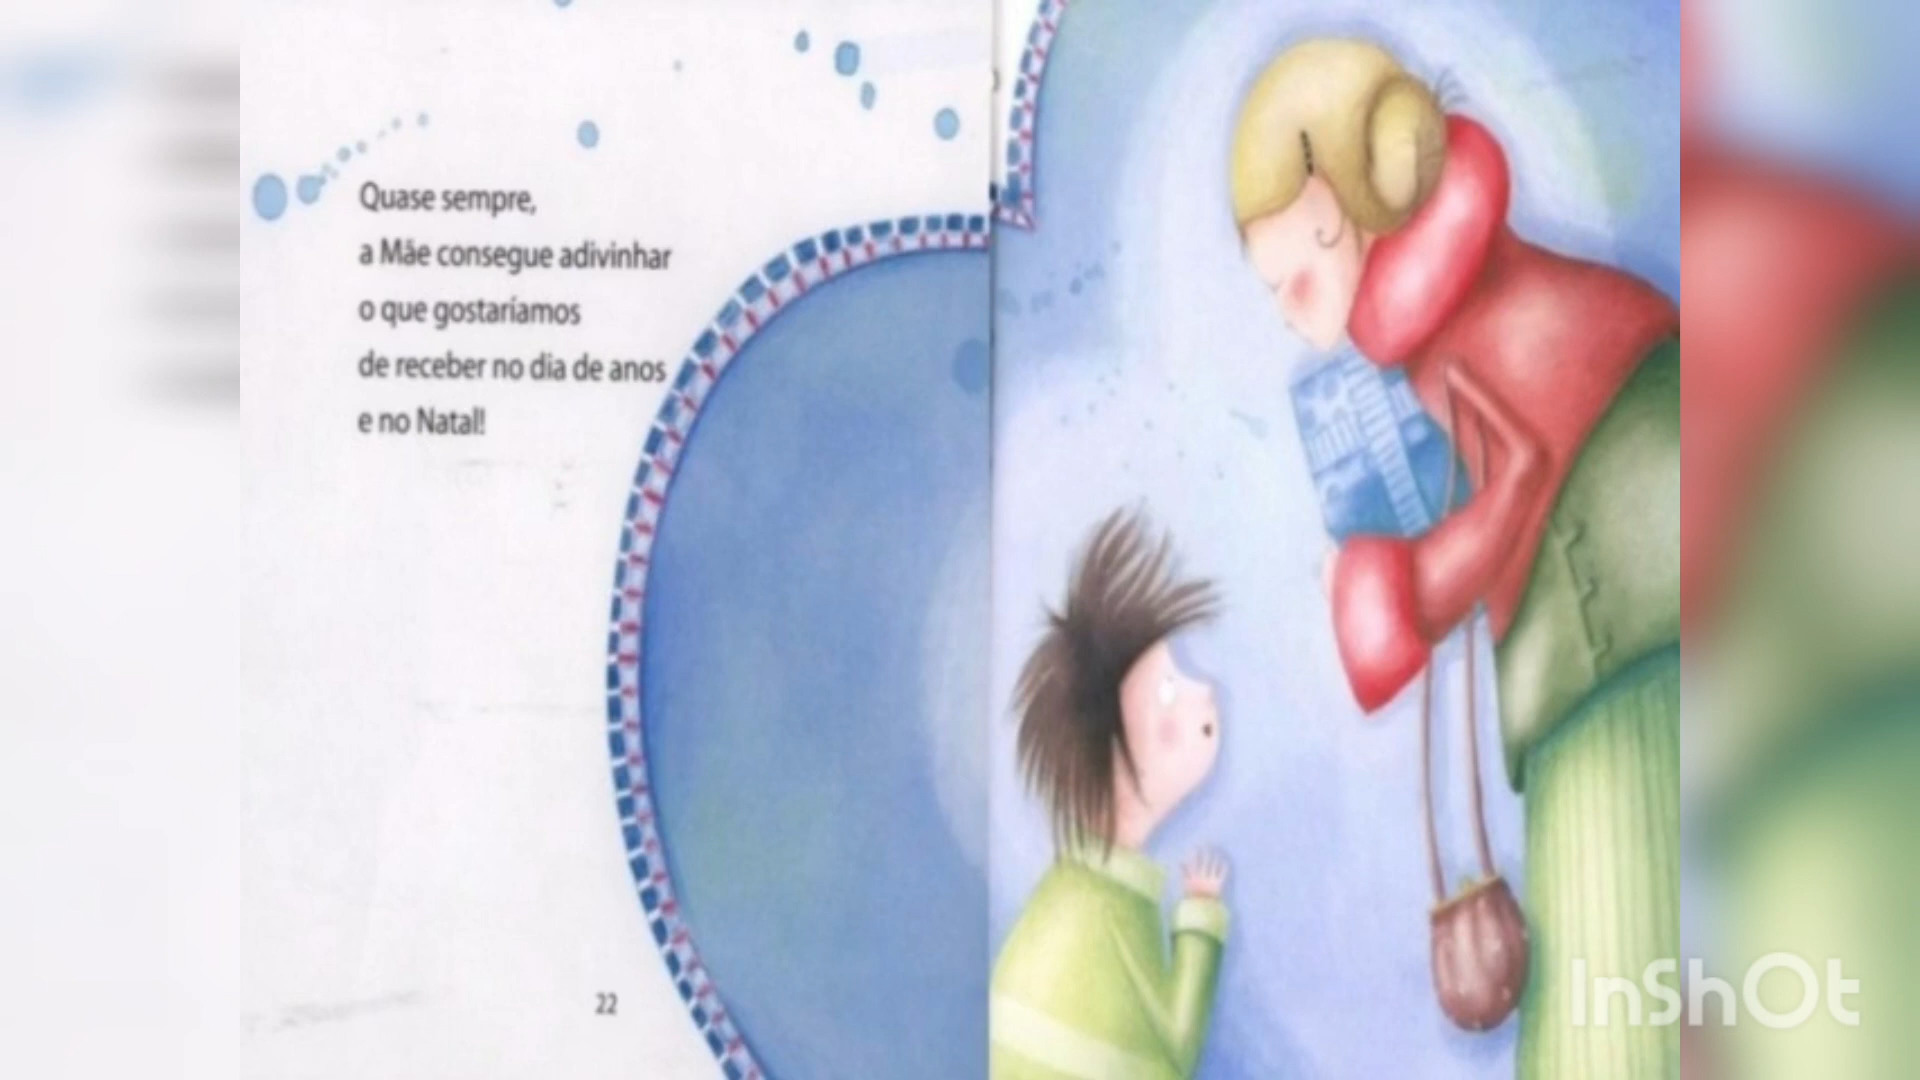 Quase sempre,
a Mãe consegue adivinhar
o que gostaríamos
de receber no dia de anos
e no Natal!
22
InShOt